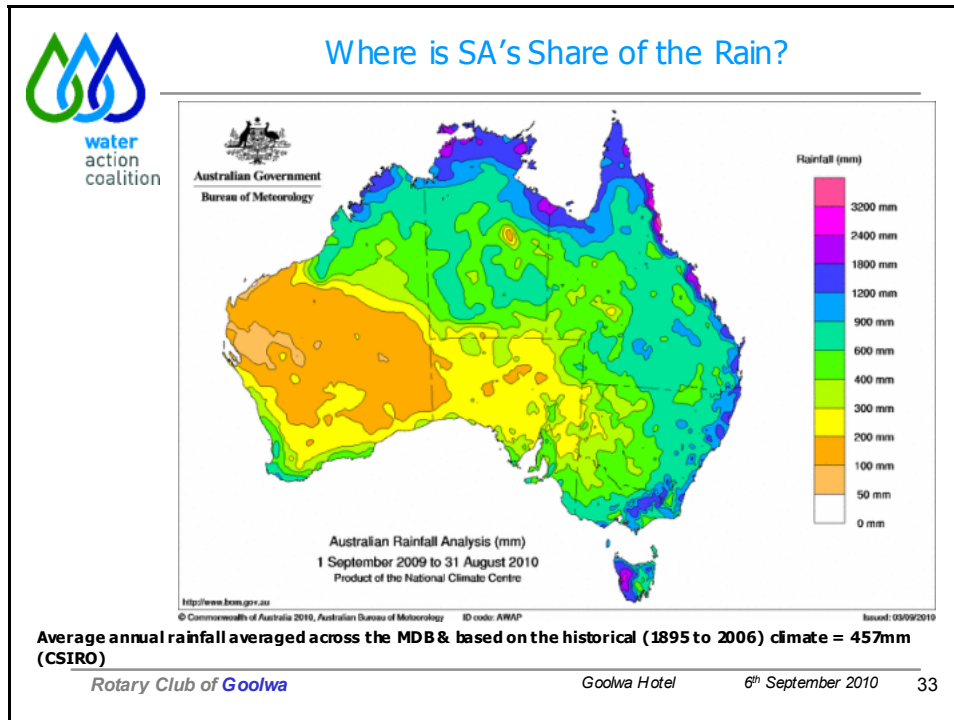 Where is SA's Share of the Rain?
water
action
coalition
Australian Government
Bureau of Meteorology
Rainfall (mm)
3200 mm
2400 mm
1800 mm
1200 mm
900 mm
600 mm
400 mm
300 mm
200 mm
100 mm
50 mm
0 mm
Australian Rainfall Analysis (mm)
1 September 2009 to 31 August 2010
Product of the National Climate Centre
http://www.bom.gov.au
© Commonwealth of Australia 2010, Australian Bureau of Meteorology ID code: AWAP Issued: 03/09/2010
Average annual rainfall averaged across the MDB & based on the historical (1895 to 2006) climate = 457mm
(CSIRO)
Rotary Club of Goolwa Goolwa Hotel 6th September 2010 33